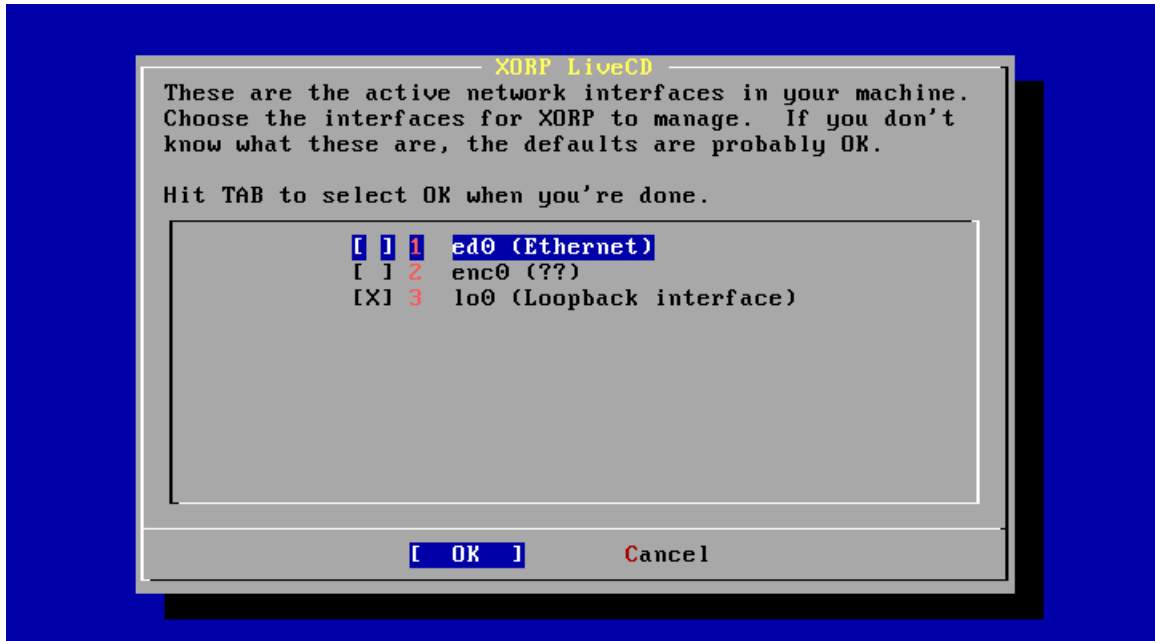 XORP LiveCD
These are the active network interfaces in your machine.
Choose the interfaces for XORP to manage.  If you don't
know what these are, the defaults are probably OK.
Hit TAB to select OK when you're done.
[ ] 1  ed0 (Ethernet)
[ ] 2  enc0 (??)
[X] 3  lo0 (Loopback interface)
[  OK  ]       Cancel